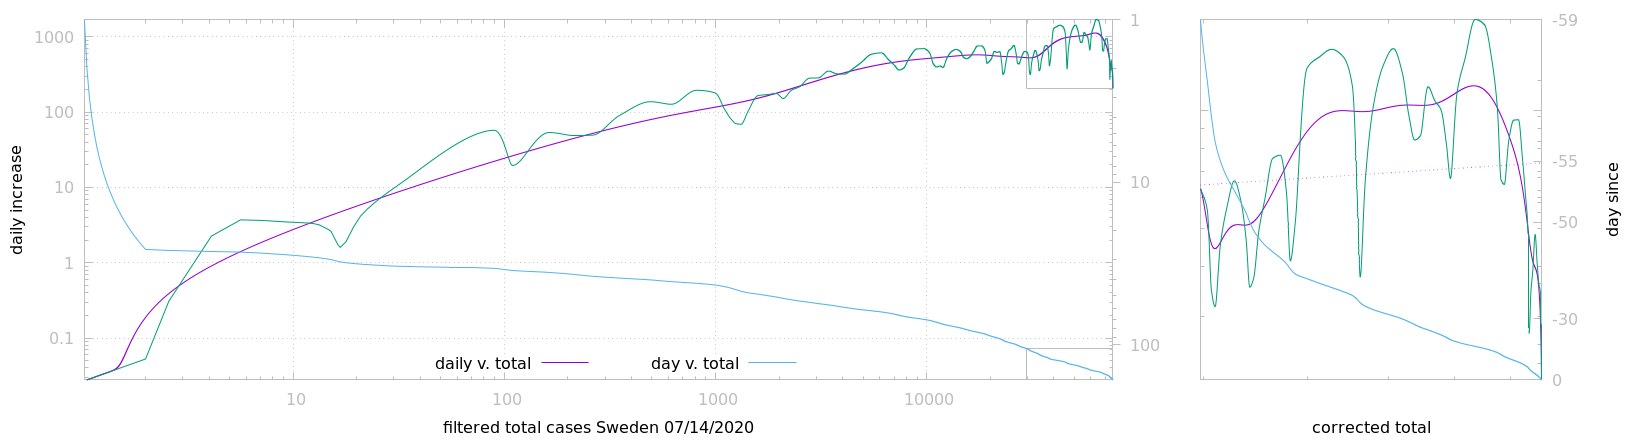 1000
100
10
1
0.1
daily increase
daily v. total
day v. total
10
100
1000
10000
filtered total cases Sweden 07/14/2020
1
10
100
-59
-55
-50
-30
0
day since
corrected total